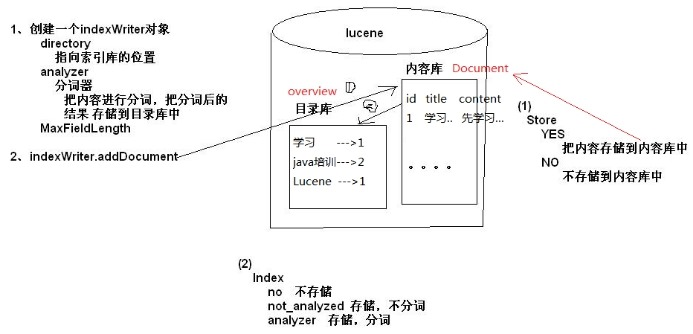 1、创建一个indexWriter对象
directory
指向索引库的位置
analyzer
分词器
把内容进行分词，把分词后的
结果 存储到目录库中
MaxFieldLength
2、indexWriter.addDocument
lucene
内容库 Document
id title content
1 学习.. 先学习...
overview
目录库
学习 --->1
java培训--->2
Lucene --->1
(1)
Store
YES
把内容存储到内容库中
NO
不存储到内容库中
(2)
Index
no 不存储
not_analyzed 存储，不分词
analyzer 存储，分词